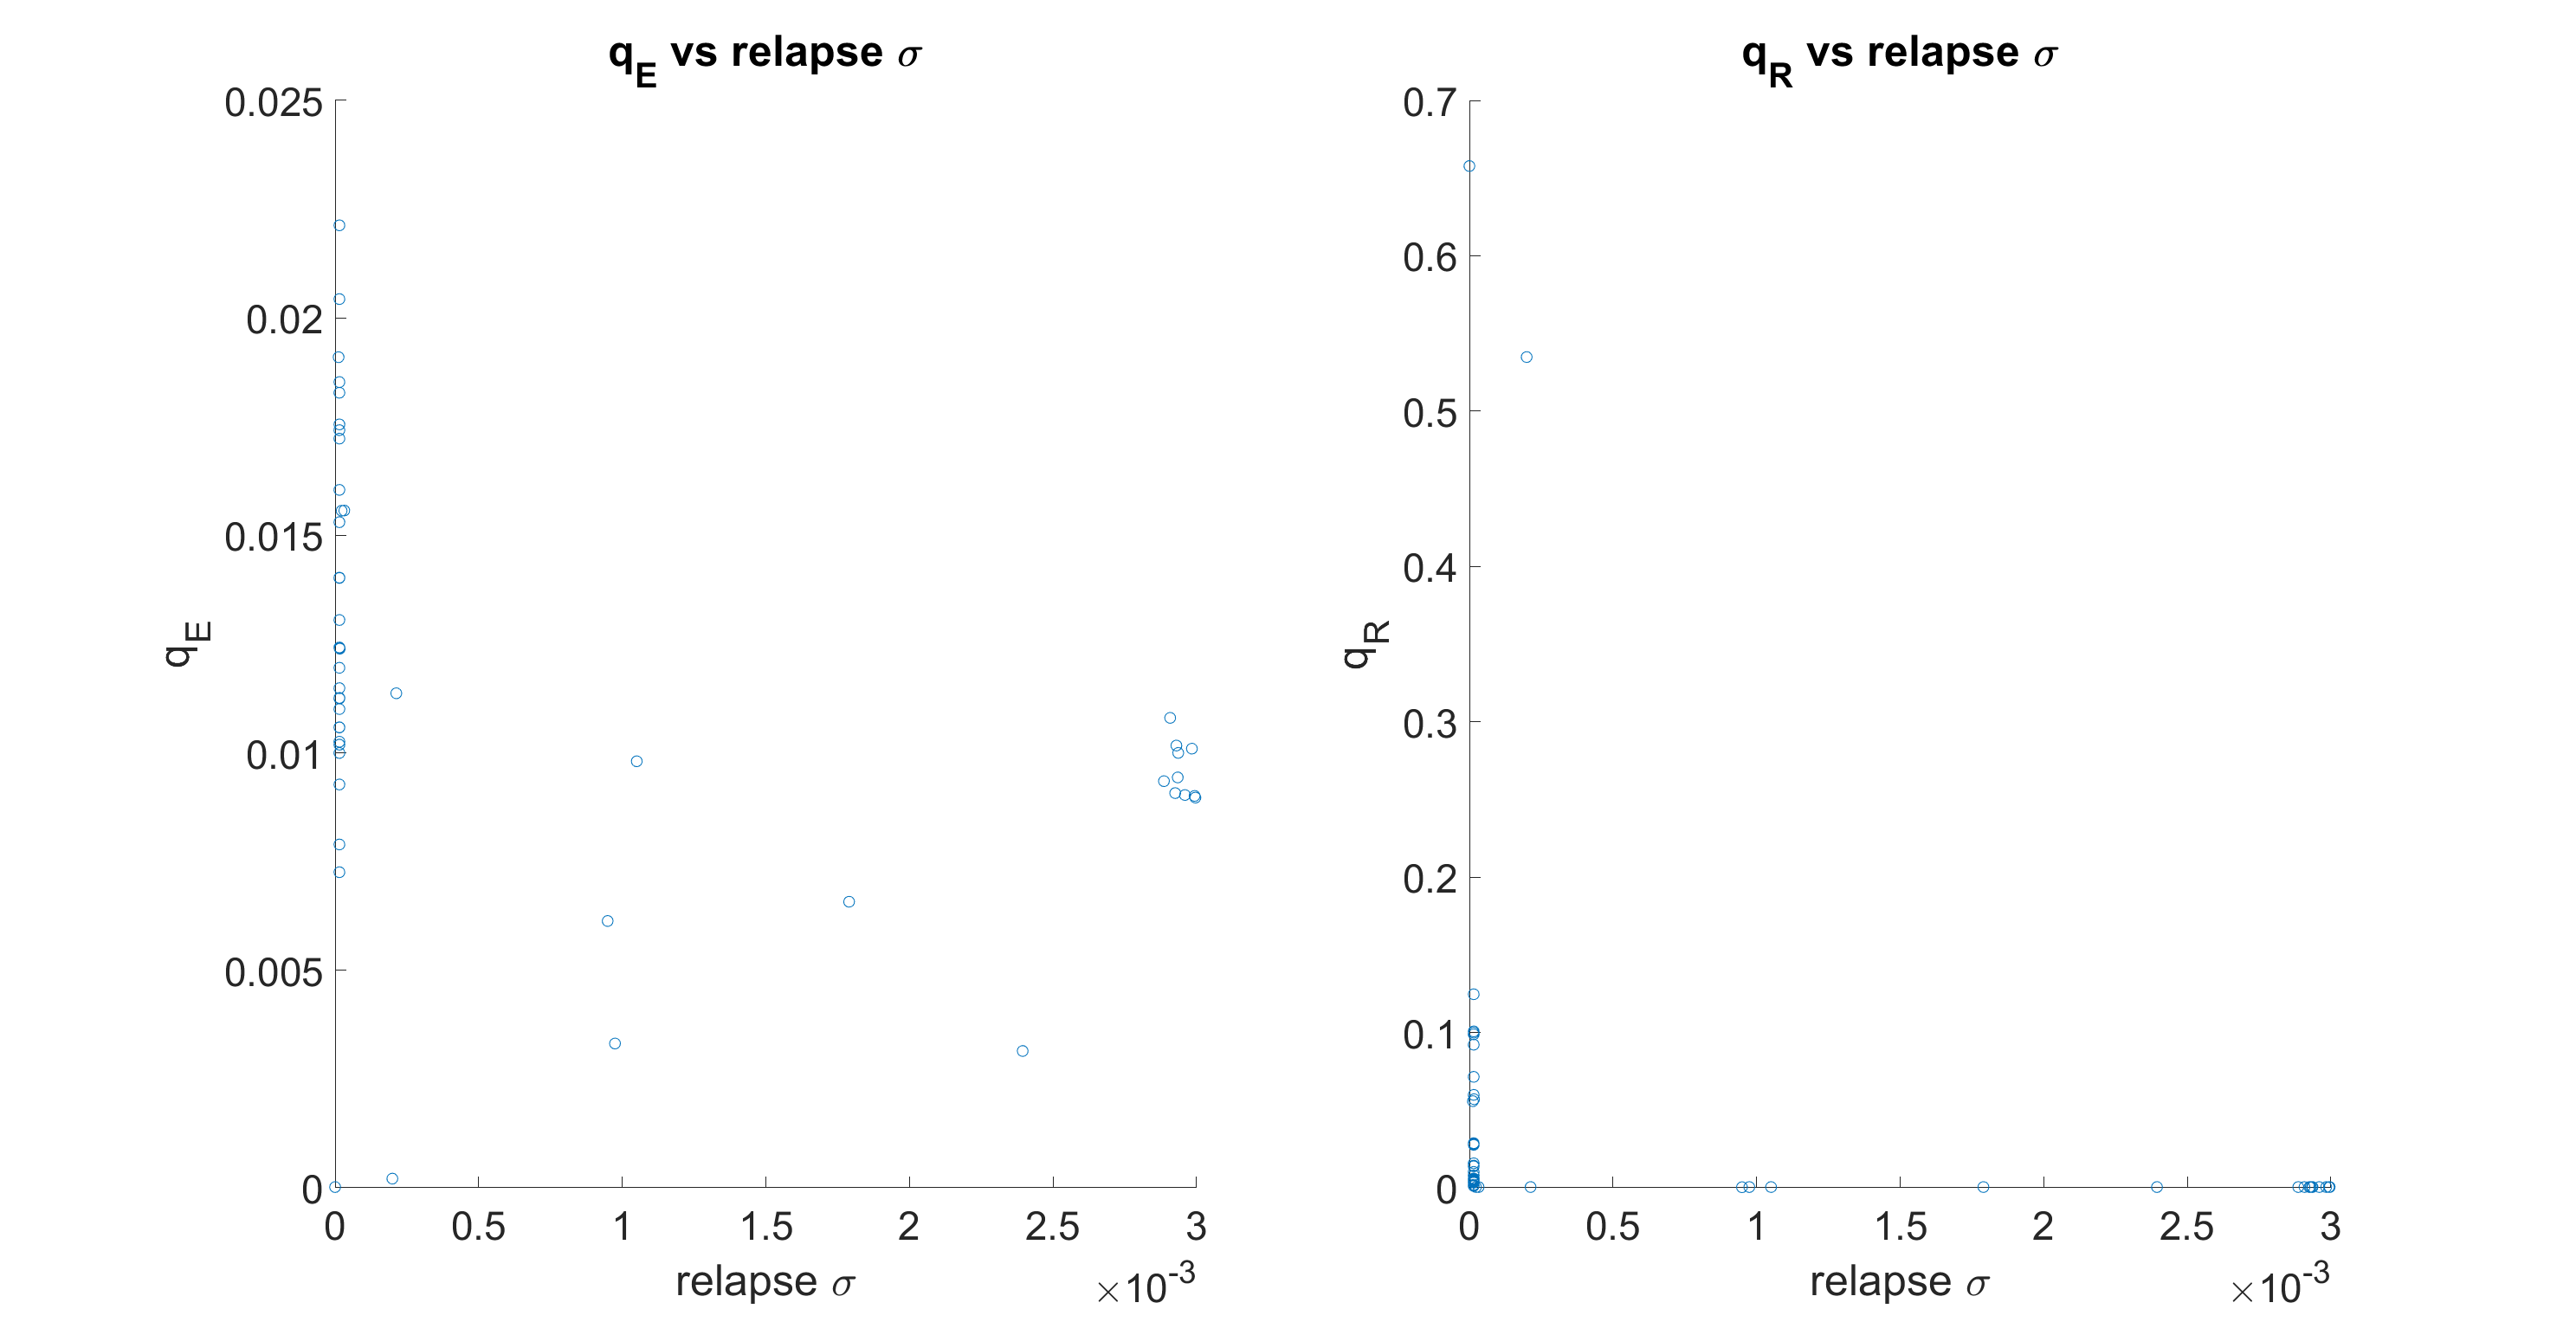 q_E vs relapse σ
0.025
0.02
0.015
0.01
0.005
0
q_E
0 0.5 1 1.5 2 2.5 3
relapse σ
×10^-3
q_R vs relapse σ
0.7
0.6
0.5
0.4
0.3
0.2
0.1
0
q_R
0 0.5 1 1.5 2 2.5 3
relapse σ
×10^-3